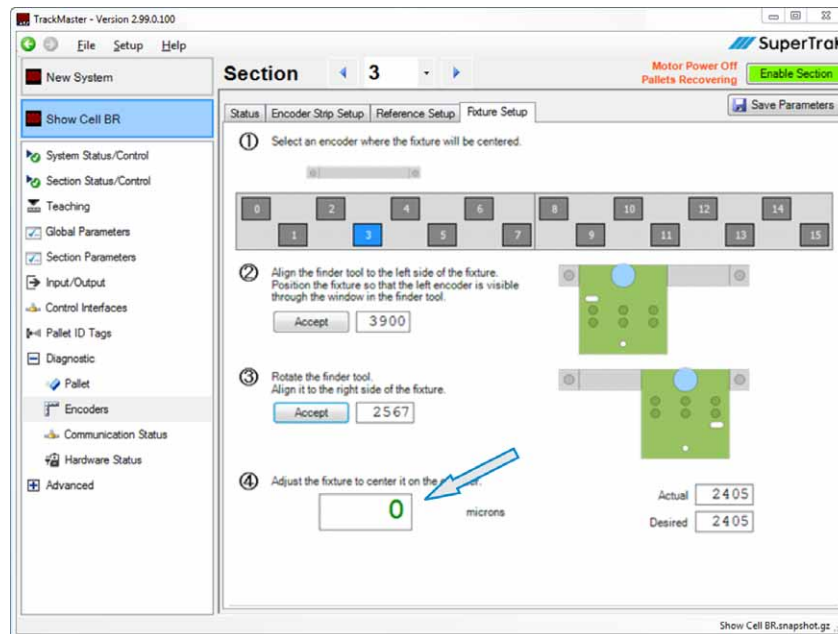 TrackMaster - Version 2.99.0.100
File Setup Help
SuperTrak
New System
Section 3
Motor Power Off
Pallets Recovering
Enable Section
Show Cell BR
Status
Encoder Strip Setup
Reference Setup
Fixture Setup
Save Parameters
System Status/Control
Section Status/Control
Teaching
Global Parameters
Section Parameters
Input/Output
Control Interfaces
Pallet ID Tags
Diagnostic
Pallet
Encoders
Communication Status
Hardware Status
Advanced
1 Select an encoder where the fixture will be centered.
0 2 4 6 8 10 12 14
1 3 5 7 9 11 13 15
2 Align the finder tool to the left side of the fixture.
Position the fixture so that the left encoder is visible
through the window in the finder tool.
Accept 3900
3 Rotate the finder tool.
Align it to the right side of the fixture.
Accept 2567
4 Adjust the fixture to center it on the
0 microns
Actual 2405
Desired 2405
Show Cell BR.snapshot.gz